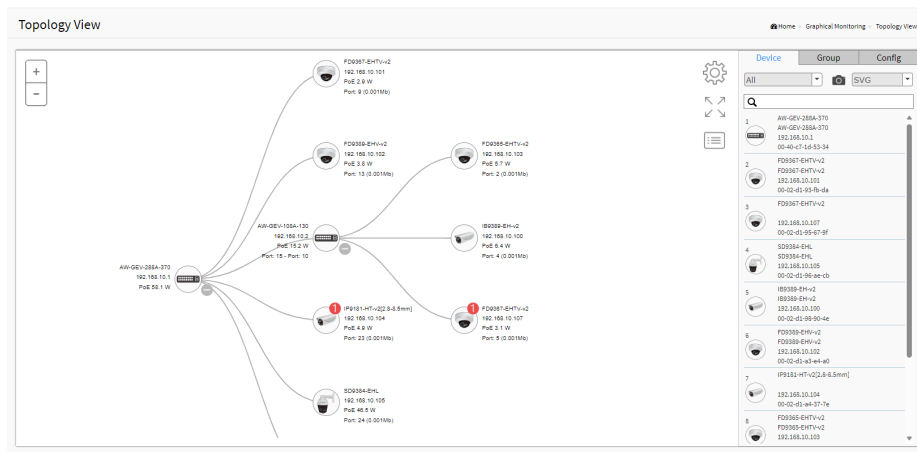 Topology View
Home > Graphical Monitoring > Topology View
+
−
FD9367-EHTV-v2
192.168.10.101
PoE 2.9 W
Port: 9 (0.001Mb)
FD9389-EHV-v2
192.168.10.102
PoE 3.8 W
Port: 13 (0.001Mb)
FD9365-EHTV-v2
192.168.10.103
PoE 5.7 W
Port: 2 (0.001Mb)
AW-GEV-108A-130
192.168.10.2
PoE 15.2 W
Port: 15 - Port: 10
IB9389-EH-v2
192.168.10.100
PoE 6.4 W
Port: 4 (0.001Mb)
AW-GEV-288A-370
192.168.10.1
PoE 58.1 W
1
IP9181-HT-v2[2.8-8.5mm]
192.168.10.104
PoE 4.9 W
Port: 23 (0.001Mb)
1
FD9367-EHTV-v2
192.168.10.107
PoE 3.1 W
Port: 5 (0.001Mb)
SD9384-EHL
192.168.10.105
PoE 46.5 W
Port: 24 (0.001Mb)
Device Group Config
All SVG
1
AW-GEV-288A-370
AW-GEV-288A-370
192.168.10.1
00-40-c7-1d-53-34
2
FD9367-EHTV-v2
FD9367-EHTV-v2
192.168.10.101
00-02-d1-93-fb-da
3
FD9367-EHTV-v2
192.168.10.107
00-02-d1-95-67-9f
4
SD9384-EHL
SD9384-EHL
192.168.10.105
00-02-d1-96-ae-cb
5
IB9389-EH-v2
IB9389-EH-v2
192.168.10.100
00-02-d1-98-90-4e
6
FD9389-EHV-v2
FD9389-EHV-v2
192.168.10.102
00-02-d1-a3-e4-a0
7
IP9181-HT-v2[2.8-8.5mm]
192.168.10.104
00-02-d1-a4-37-7e
8
FD9365-EHTV-v2
FD9365-EHTV-v2
192.168.10.103